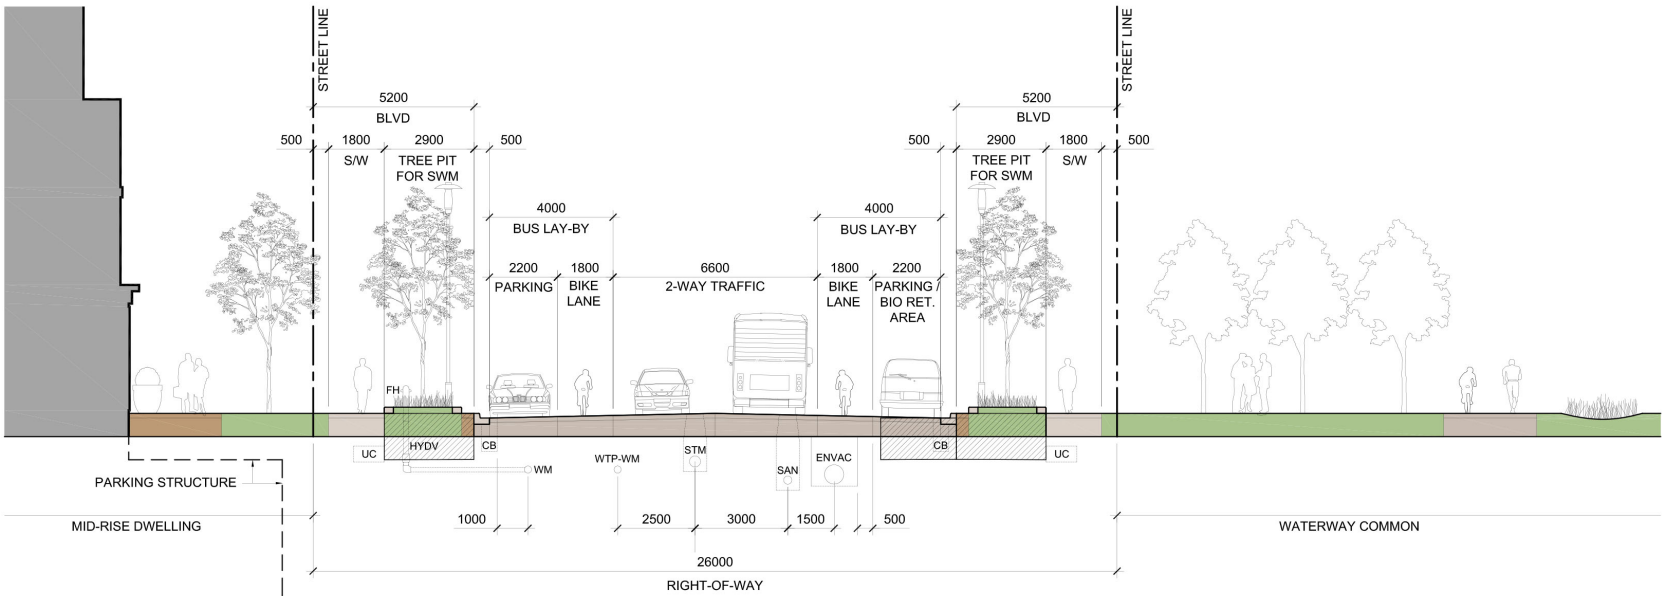 STREET LINE
STREET LINE
5200
BLVD
5200
BLVD
500
1800
2900
500
500
2900
1800
500
S/W
TREE PIT
FOR SWM
TREE PIT
FOR SWM
S/W
4000
BUS LAY-BY
4000
BUS LAY-BY
2200
1800
6600
1800
2200
PARKING
BIKE
LANE
2-WAY TRAFFIC
BIKE
LANE
PARKING /
BIO RET.
AREA
FH
HYDV
CB
CB
UC
UC
WM
WTP-WM
STM
SAN
ENVAC
PARKING STRUCTURE
1000
2500
3000
1500
500
MID-RISE DWELLING
WATERWAY COMMON
26000
RIGHT-OF-WAY